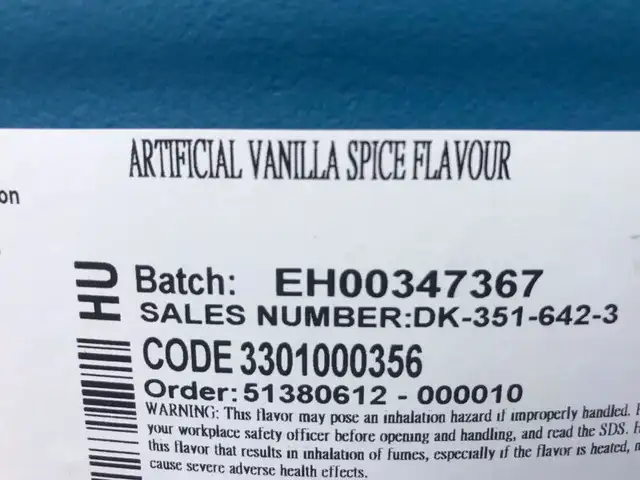 ARTIFICIAL VANILLA SPICE FLAVOUR
on
HU
Batch: EH00347367
SALES NUMBER:DK-351-642-3
CODE 3301000356
Order: 51380612 - 000010
WARNING: This flavor may pose an inhalation hazard if improperly handled.
your workplace safety officer before opening and handling, and read the SDS.
this flavor that results in inhalation of fumes, especially if the flavor is heated,
cause severe adverse health effects.